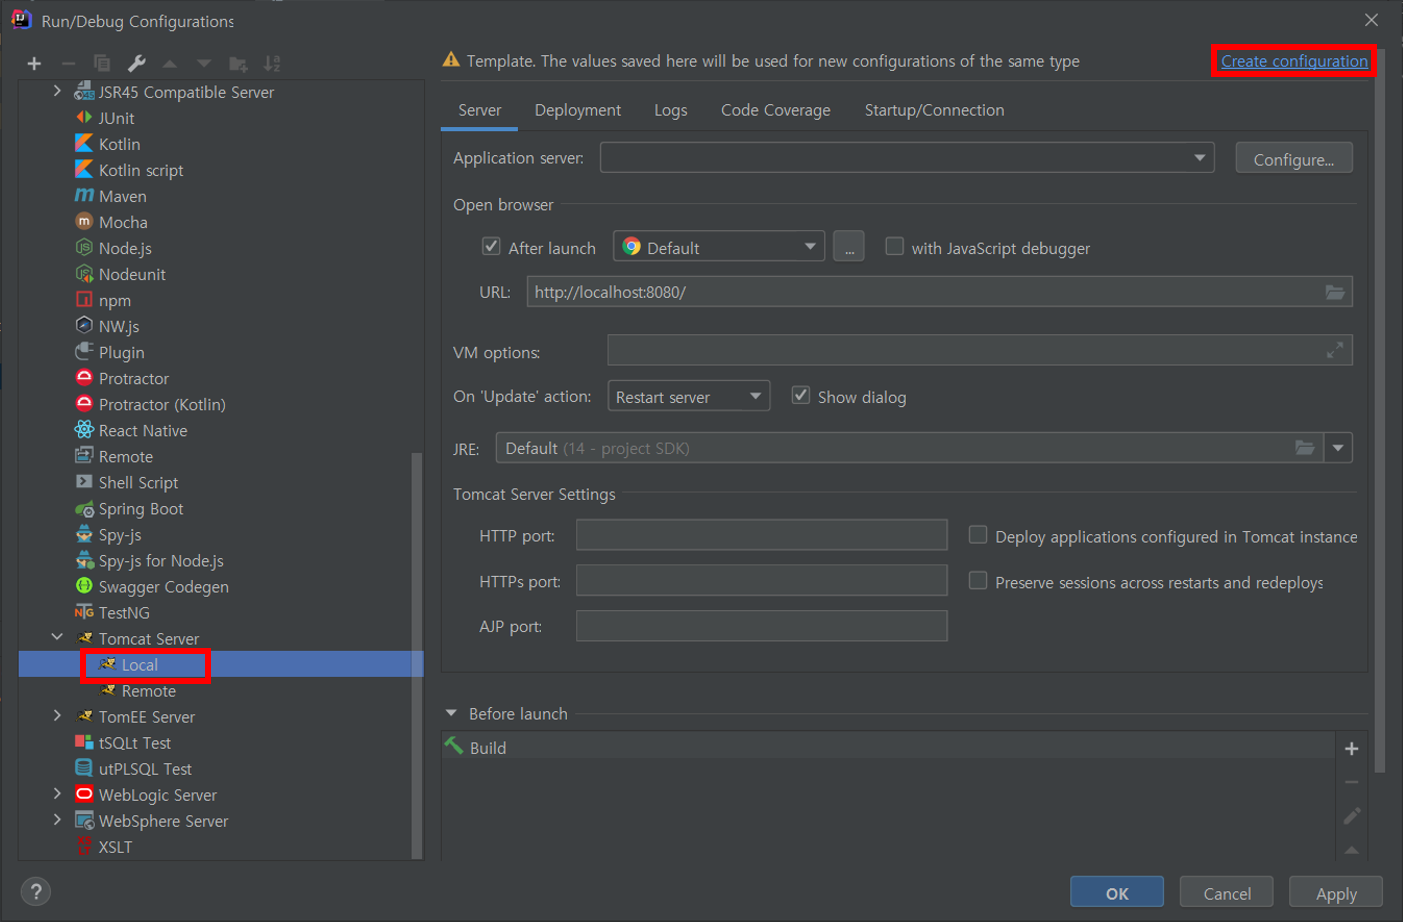 Run/Debug Configurations
Template. The values saved here will be used for new configurations of the same type
Create configuration
JSR45 Compatible Server
JUnit
Kotlin
Kotlin script
Maven
Mocha
Node.js
Nodeunit
npm
NW.js
Plugin
Protractor
Protractor (Kotlin)
React Native
Remote
Shell Script
Spring Boot
Spy-js
Spy-js for Node.js
Swagger Codegen
TestNG
Tomcat Server
Local
Remote
TomEE Server
tSQLt Test
utPLSQL Test
WebLogic Server
WebSphere Server
XSLT
Server
Deployment
Logs
Code Coverage
Startup/Connection
Application server:
Configure...
Open browser
After launch
Default
...
with JavaScript debugger
URL:
http://localhost:8080/
VM options:
On 'Update' action:
Restart server
Show dialog
JRE:
Default (14 - project SDK)
Tomcat Server Settings
HTTP port:
Deploy applications configured in Tomcat instance
HTTPs port:
Preserve sessions across restarts and redeploys
AJP port:
Before launch
Build
?
OK
Cancel
Apply